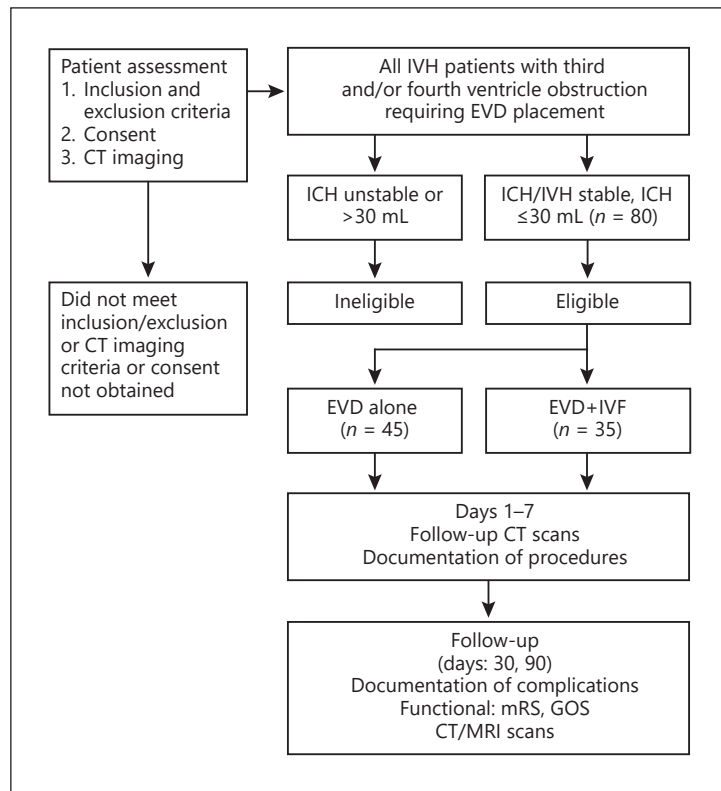 Patient assessment
1. Inclusion and
exclusion criteria
2. Consent
3. CT imaging
All IVH patients with third
and/or fourth ventricle obstruction
requiring EVD placement
ICH unstable or
>30 mL
ICH/IVH stable, ICH
≤30 mL (n = 80)
Did not meet
inclusion/exclusion
or CT imaging
criteria or consent
not obtained
Ineligible
Eligible
EVD alone
(n = 45)
EVD+IVF
(n = 35)
Days 1–7
Follow-up CT scans
Documentation of procedures
Follow-up
(days: 30, 90)
Documentation of complications
Functional: mRS, GOS
CT/MRI scans